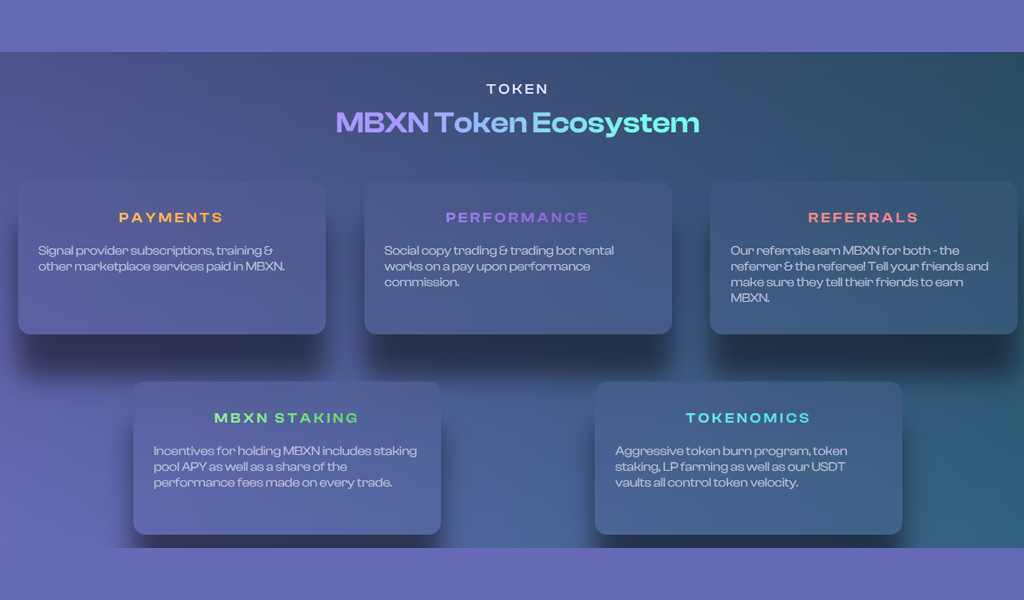 TOKEN
MBXN Token Ecosystem
PAYMENTS
Signal provider subscriptions, training &
other marketplace services paid in MBXN.
PERFORMANCE
Social copy trading & trading bot rental
works on a pay upon performance
commission.
REFERRALS
Our referrals earn MBXN for both - the
referrer & the referee! Tell your friends and
make sure they tell their friends to earn
MBXN.
MBXN STAKING
Incentives for holding MBXN includes staking
pool APY as well as a share of the
performance fees made on every trade.
TOKENOMICS
Aggressive token burn program, token
staking, LP farming as well as our USDT
vaults all control token velocity.